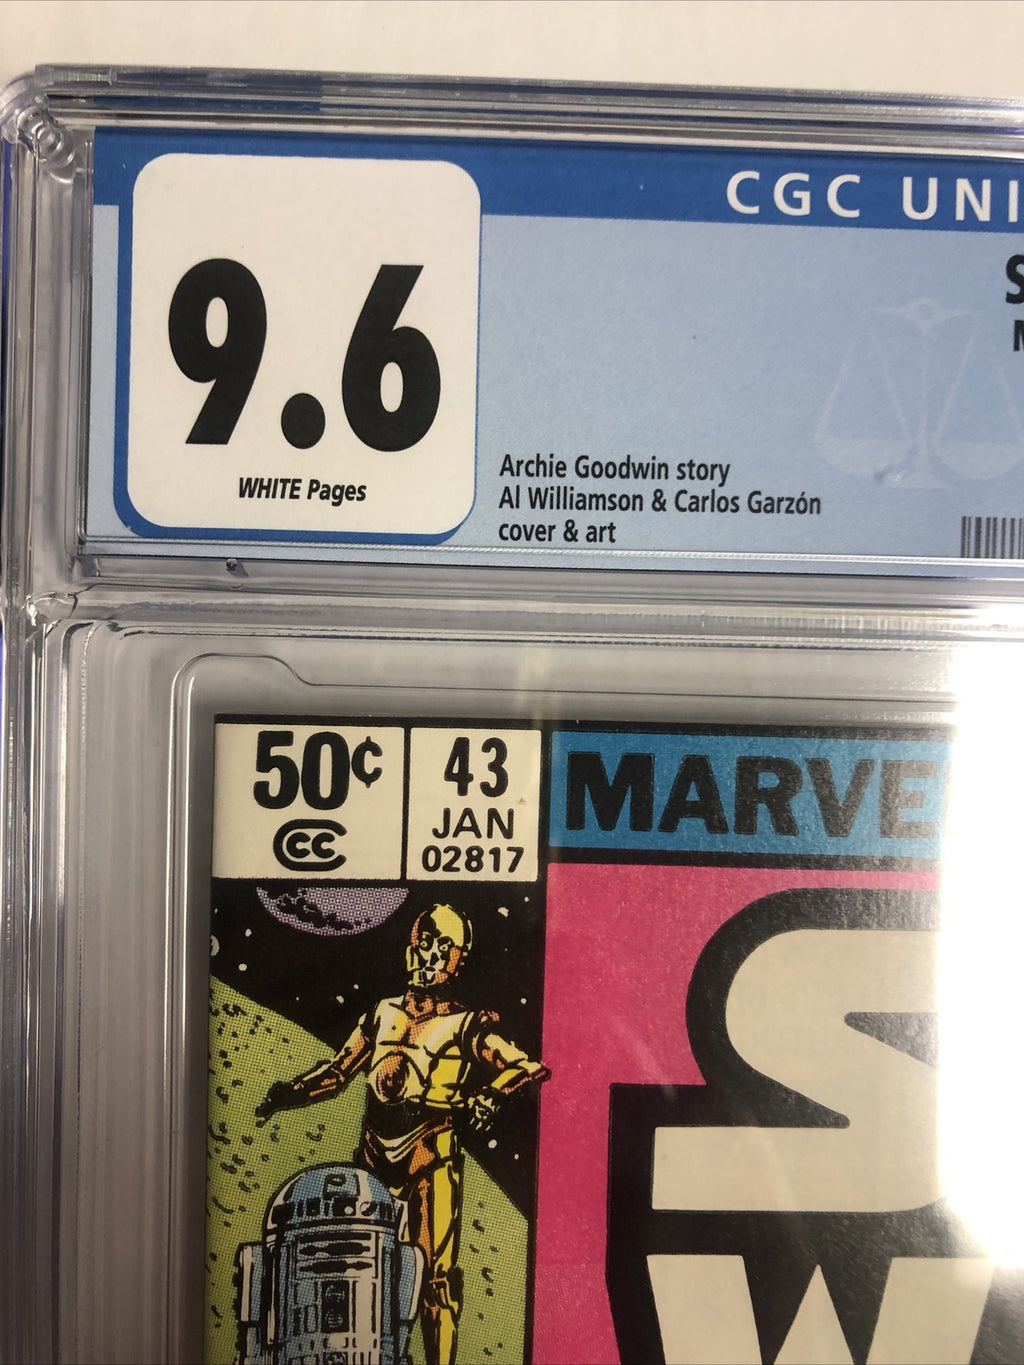 CGC UNI
9.6
WHITE Pages
S
Archie Goodwin story
Al Williamson & Carlos Garzón
cover & art
50¢
CC
43
JAN
02817
MARVE
S
W